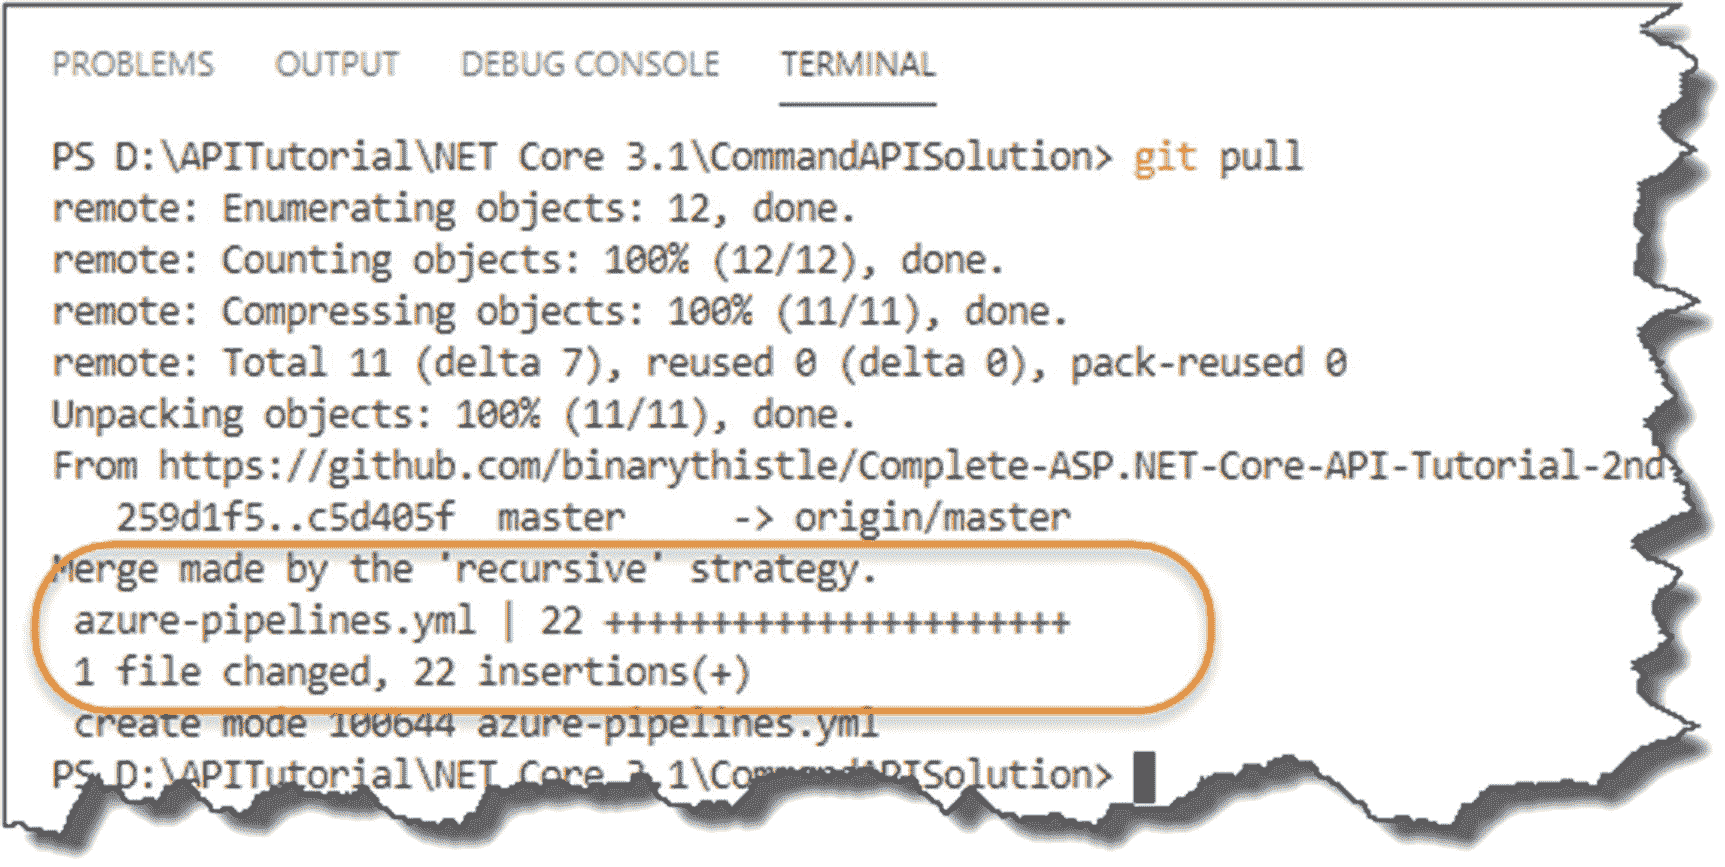 PROBLEMS OUTPUT DEBUG CONSOLE TERMINAL
PS D:\APITutorial\NET Core 3.1\CommandAPISolution> git pull
remote: Enumerating objects: 12, done.
remote: Counting objects: 100% (12/12), done.
remote: Compressing objects: 100% (11/11), done.
remote: Total 11 (delta 7), reused 0 (delta 0), pack-reused 0
Unpacking objects: 100% (11/11), done.
From https://github.com/binarythistle/Complete-ASP.NET-Core-API-Tutorial-2nd
259d1f5..c5d405f master -> origin/master
Merge made by the 'recursive' strategy.
azure-pipelines.yml | 22 ++++++++++++++++++++++
1 file changed, 22 insertions(+)
create mode 100644 azure-pipelines.yml
PS D:\APITutorial\NET Core 3.1\CommandAPISolution>